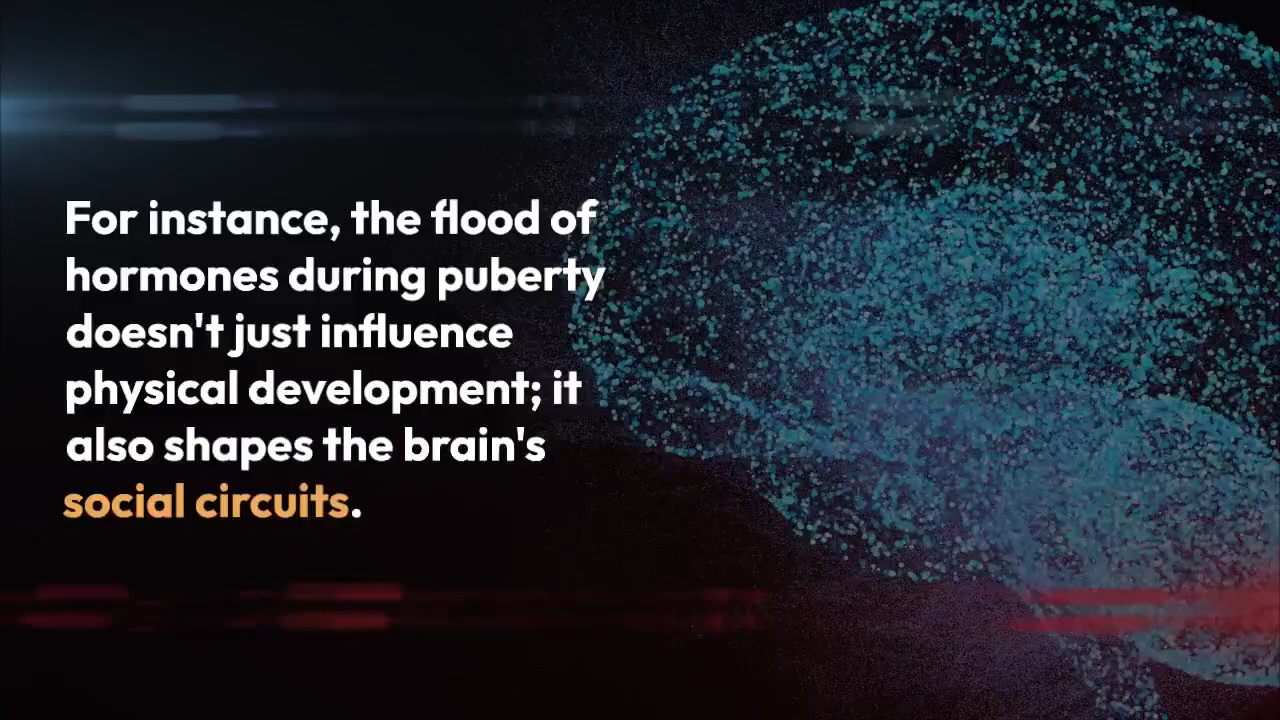 For instance, the flood of
hormones during puberty
doesn't just influence
physical development; it
also shapes the brain's
social circuits.